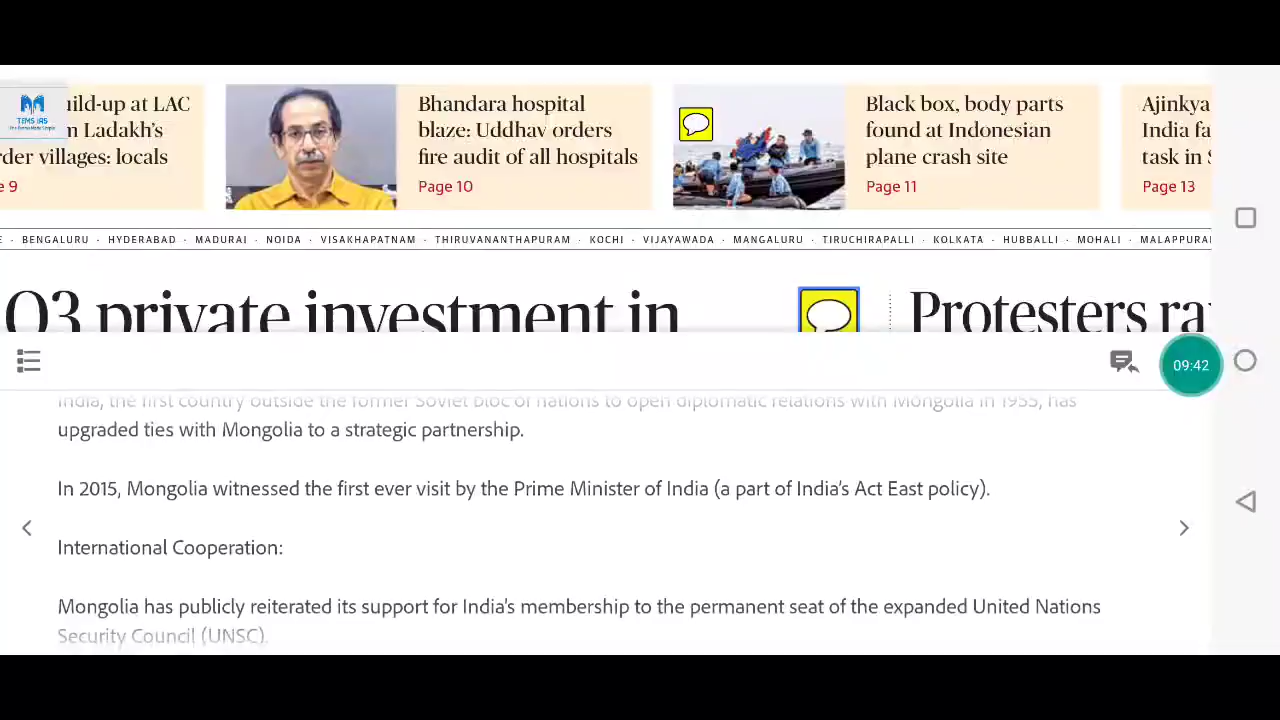 TEMS IAS
uild-up at LAC
m Ladakh's
rder villages: locals
e 9
Bhandara hospital
blaze: Uddhav orders
fire audit of all hospitals
Page 10
Black box, body parts
found at Indonesian
plane crash site
Page 11
Ajinkya
India fa
task in S
Page 13
E · BENGALURU · HYDERABAD · MADURAI · NOIDA · VISAKHAPATNAM · THIRUVANANTHAPURAM · KOCHI · VIJAYAWADA · MANGALURU · TIRUCHIRAPALLI · KOLKATA · HUBBALLI · MOHALI · MALAPPURA
Q3 private investment in
Protesters ra
09:42
India, the first country outside the former Soviet bloc of nations to open diplomatic relations with Mongolia in 1955, has
upgraded ties with Mongolia to a strategic partnership.
In 2015, Mongolia witnessed the first ever visit by the Prime Minister of India (a part of India's Act East policy).
International Cooperation:
Mongolia has publicly reiterated its support for India's membership to the permanent seat of the expanded United Nations
Security Council (UNSC).